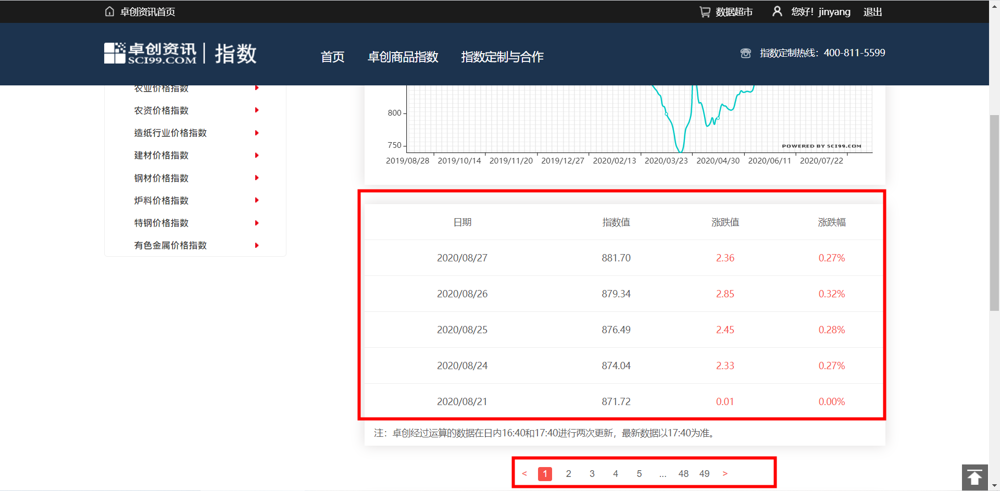 卓创资讯首页
数据超市 您好！jinyang 退出
卓创资讯 | 指数
SCI99.COM
首页 卓创商品指数 指数定制与合作
指数定制热线：400-811-5599
农业价格指数
农资价格指数
造纸行业价格指数
建材价格指数
钢材价格指数
炉料价格指数
特钢价格指数
有色金属价格指数
800
750
POWERED BY SCI99.COM
2019/08/28 2019/10/14 2019/11/20 2019/12/27 2020/02/13 2020/03/23 2020/04/30 2020/06/11 2020/07/22
日期 指数值 涨跌值 涨跌幅
2020/08/27 881.70 2.36 0.27%
2020/08/26 879.34 2.85 0.32%
2020/08/25 876.49 2.45 0.28%
2020/08/24 874.04 2.33 0.27%
2020/08/21 871.72 0.01 0.00%
注：卓创经过运算的数据在日内16:40和17:40进行两次更新，最新数据以17:40为准。
< 1 2 3 4 5 ... 48 49 >